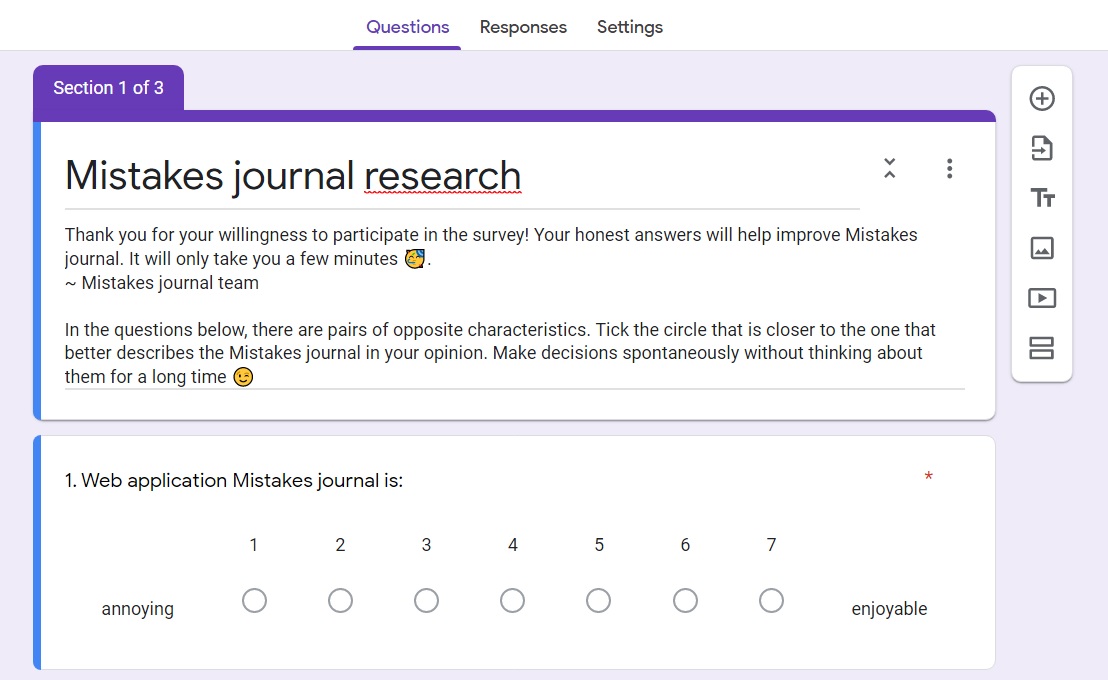 Questions Responses Settings
Section 1 of 3
Mistakes journal research
Thank you for your willingness to participate in the survey! Your honest answers will help improve Mistakes
journal. It will only take you a few minutes 🥳.
~ Mistakes journal team
In the questions below, there are pairs of opposite characteristics. Tick the circle that is closer to the one that
better describes the Mistakes journal in your opinion. Make decisions spontaneously without thinking about
them for a long time 😉
1. Web application Mistakes journal is: *
1 2 3 4 5 6 7
annoying enjoyable